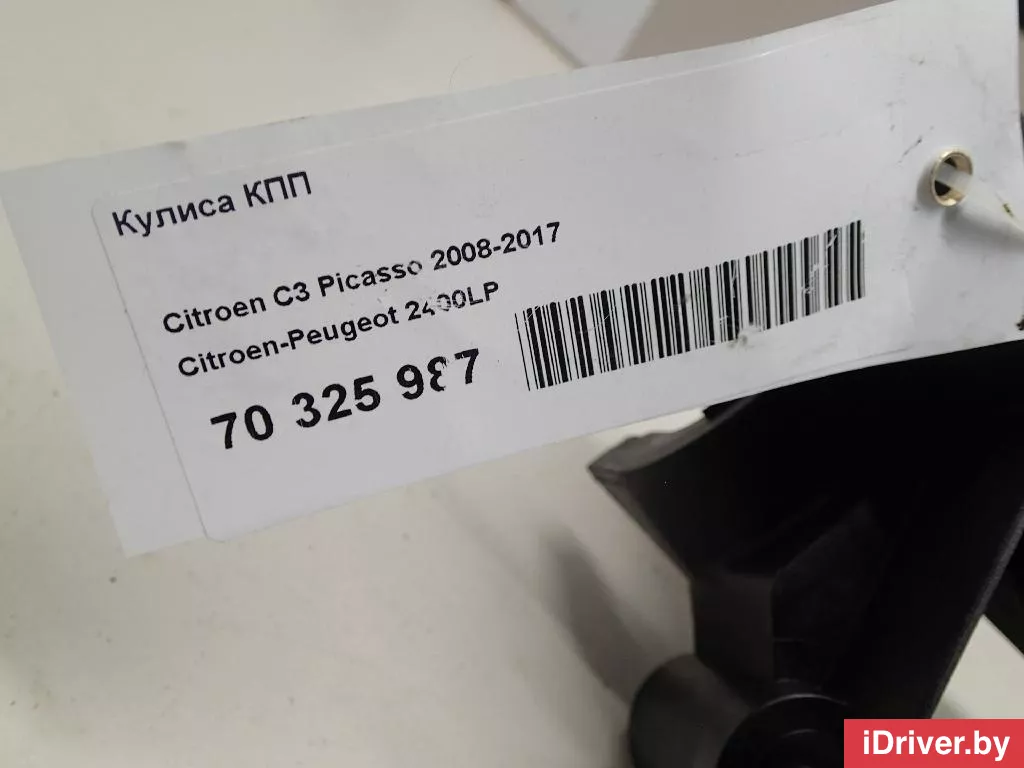 Кулиса КПП
Citroen C3 Picasso 2008-2017
Citroen-Peugeot 2400LP
70 325 987
iDriver.by